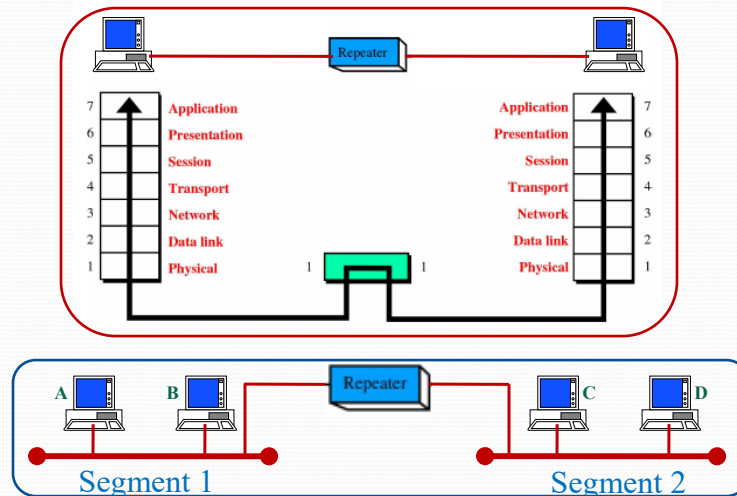 Repeater
7 Application Application 7
6 Presentation Presentation 6
5 Session Session 5
4 Transport Transport 4
3 Network Network 3
2 Data link Data link 2
1 Physical 1 1 Physical 1
Repeater
A B C D
Segment 1 Segment 2